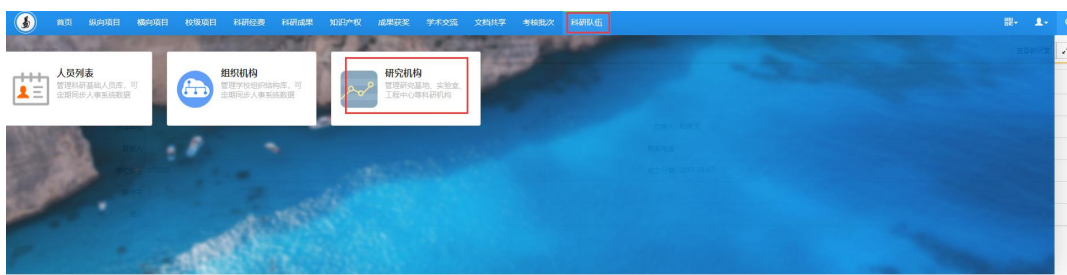 首页 纵向项目 横向项目 校级项目 科研经费 科研成果 知识产权 成果获奖 学术交流 文档共享 考核批次 科研队伍
人员列表
管理科研基础人员库，可
定期同步人事系统数据
组织机构
管理学校组织结构库，可
定期同步人事系统数据
研究机构
管理研究基地、实验室、
工程中心等科研机构